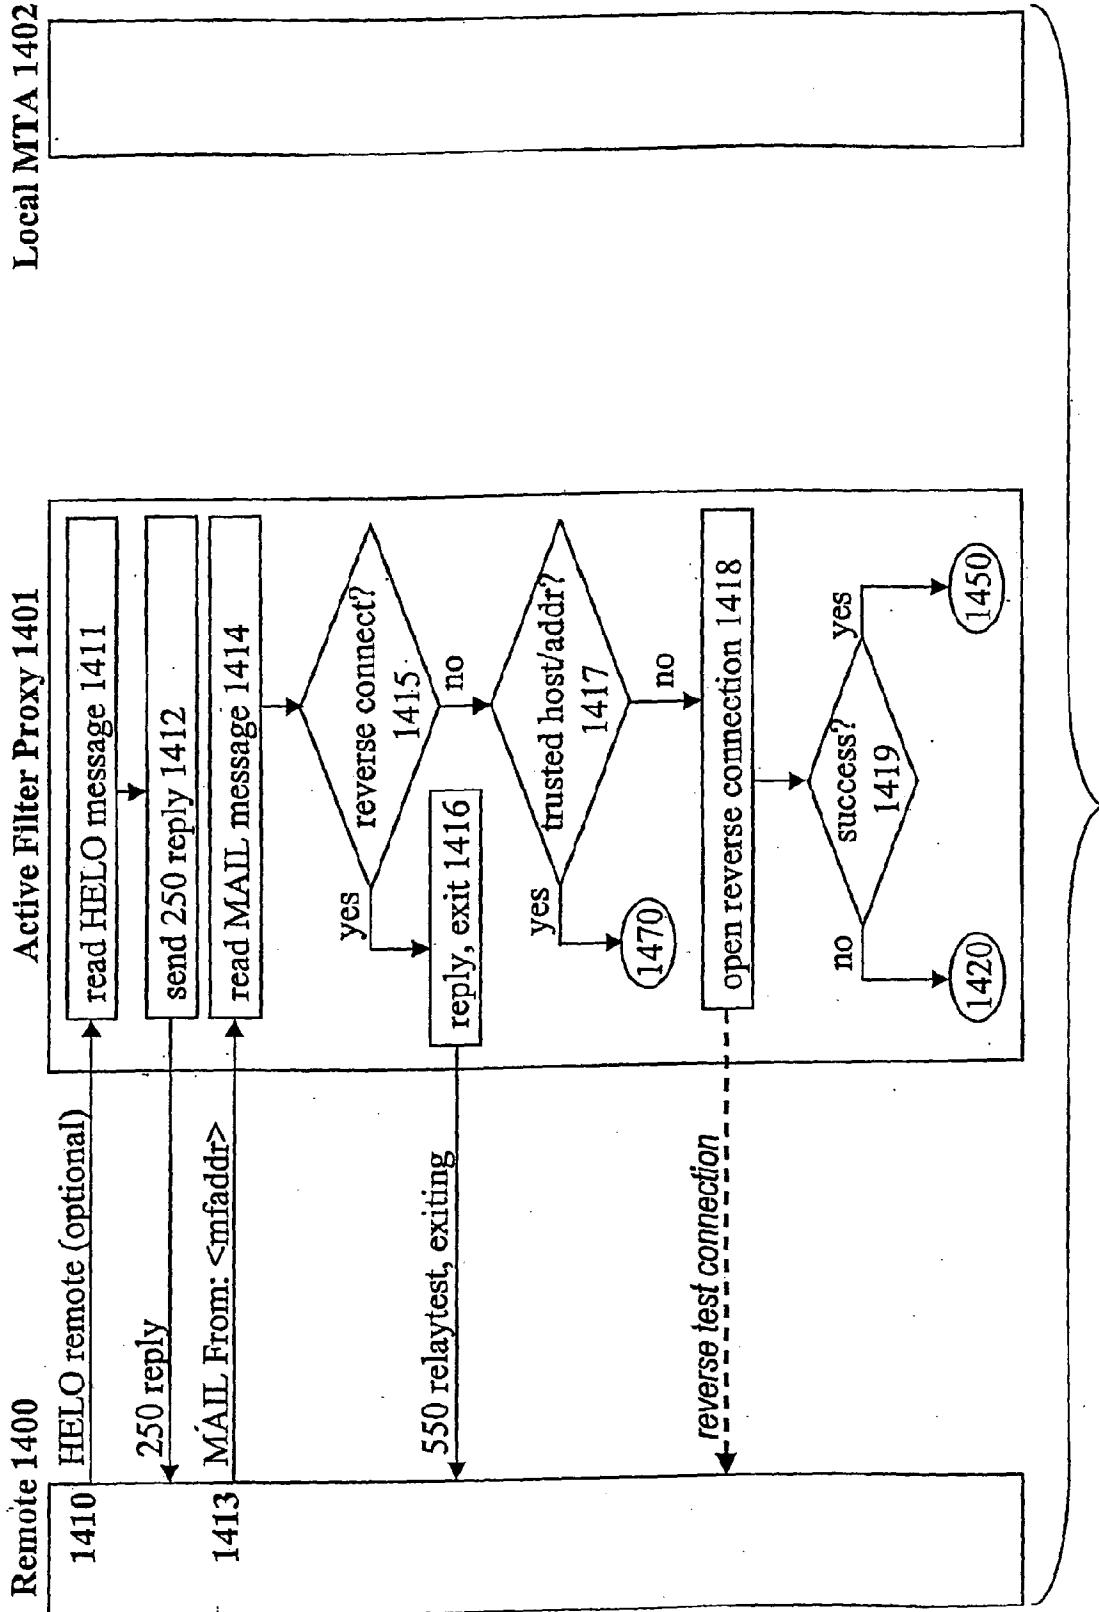 Remote 1400
Active Filter Proxy 1401
Local MTA 1402
1410
HELO remote (optional)
read HELO message 1411
250 reply
send 250 reply 1412
1413
MAIL From: <mfaddr>
read MAIL message 1414
reverse connect?
1415
yes
no
reply, exit 1416
550 relaytest, exiting
trusted host/addr?
1417
yes
no
1470
open reverse connection 1418
reverse test connection
success?
1419
no
yes
1420
1450